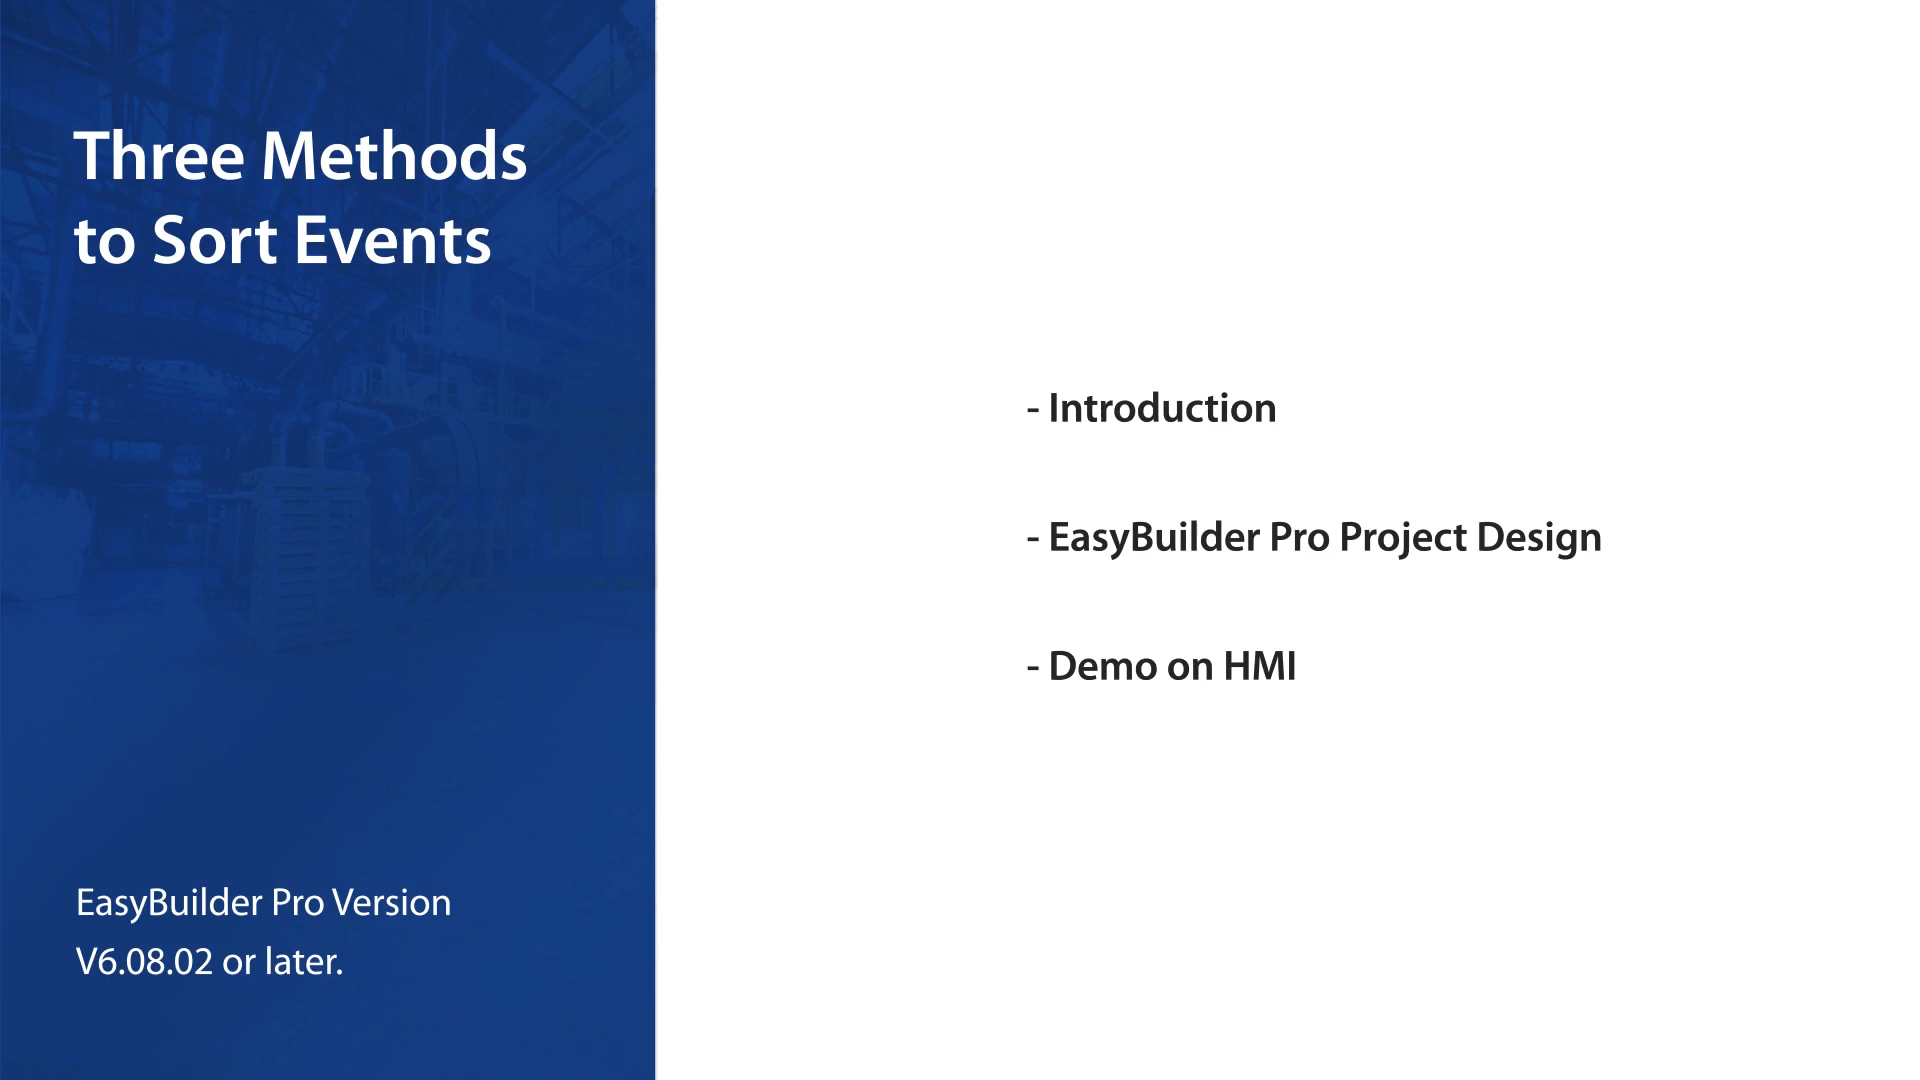 Three Methods
to Sort Events
EasyBuilder Pro Version
V6.08.02 or later.
- Introduction
- EasyBuilder Pro Project Design
- Demo on HMI